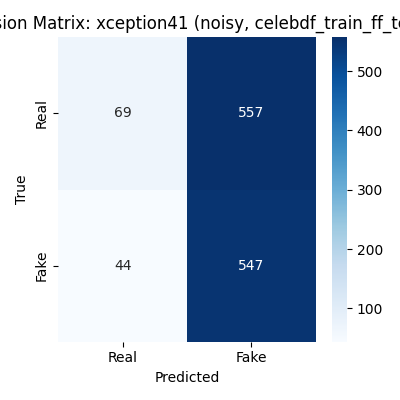 sion Matrix: xception41 (noisy, celebdf_train_ff_te
Real
69
557
True
Fake
44
547
Real
Fake
Predicted
500
400
300
200
100